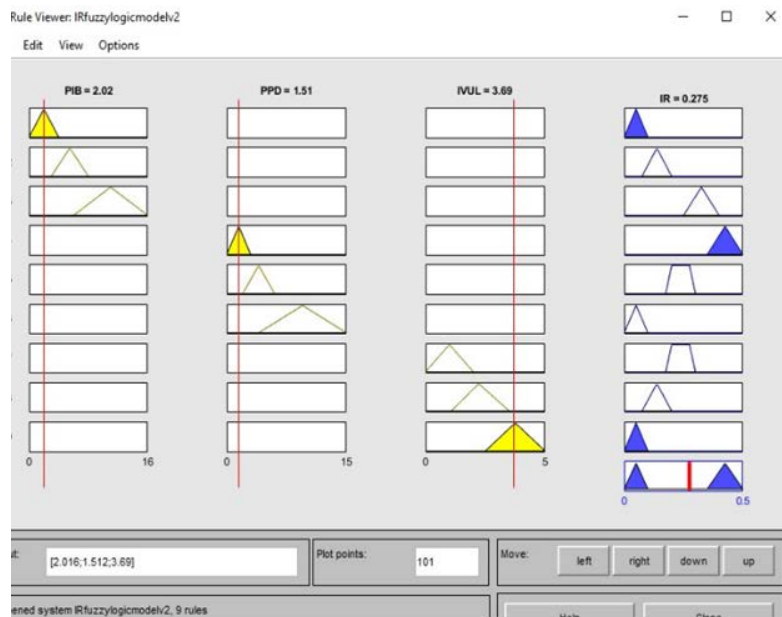 Rule Viewer: IRfuzzylogicmodelv2
Edit View Options
PIB = 2.02 PPD = 1.51 IVUL = 3.69 IR = 0.275
0 16 0 15 0 5
0 0.5
[2.016;1.512;3.69] Plot points: 101 Move: left right down up
system IRfuzzylogicmodelv2, 9 rules